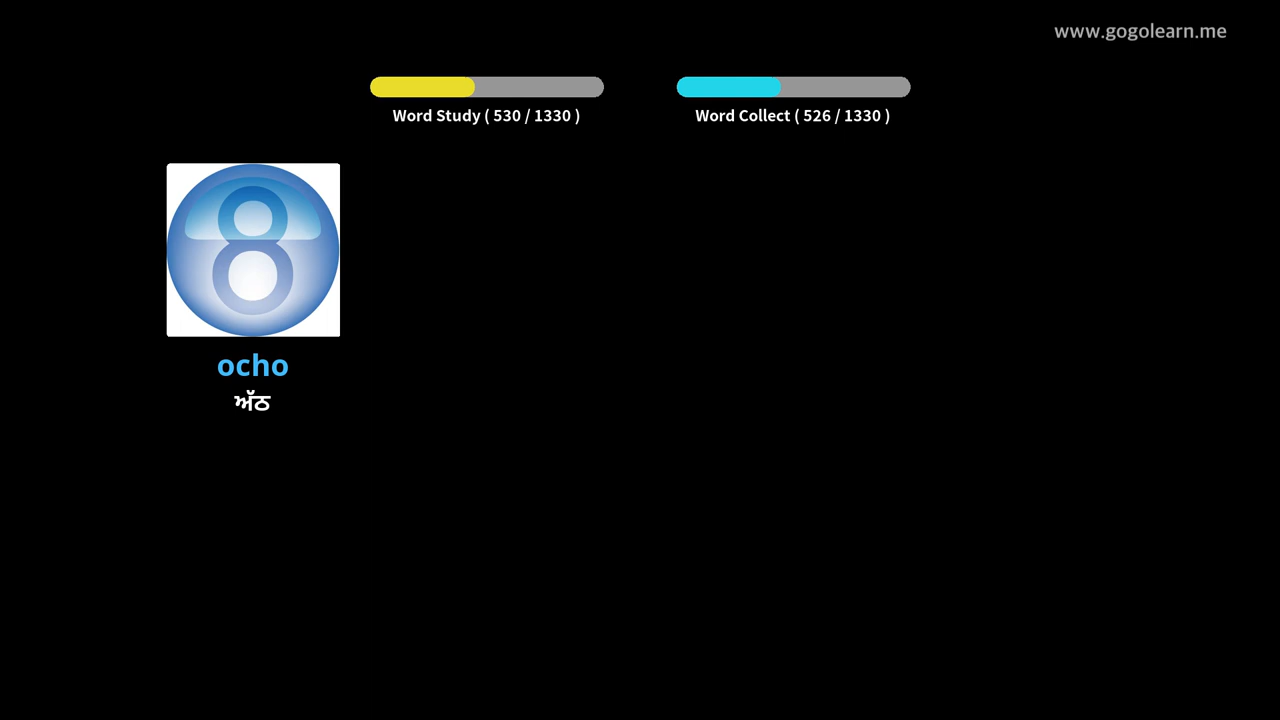 www.gogolearn.me
Word Study ( 530 / 1330 )
Word Collect ( 526 / 1330 )
8
ocho
ਅੱਠ